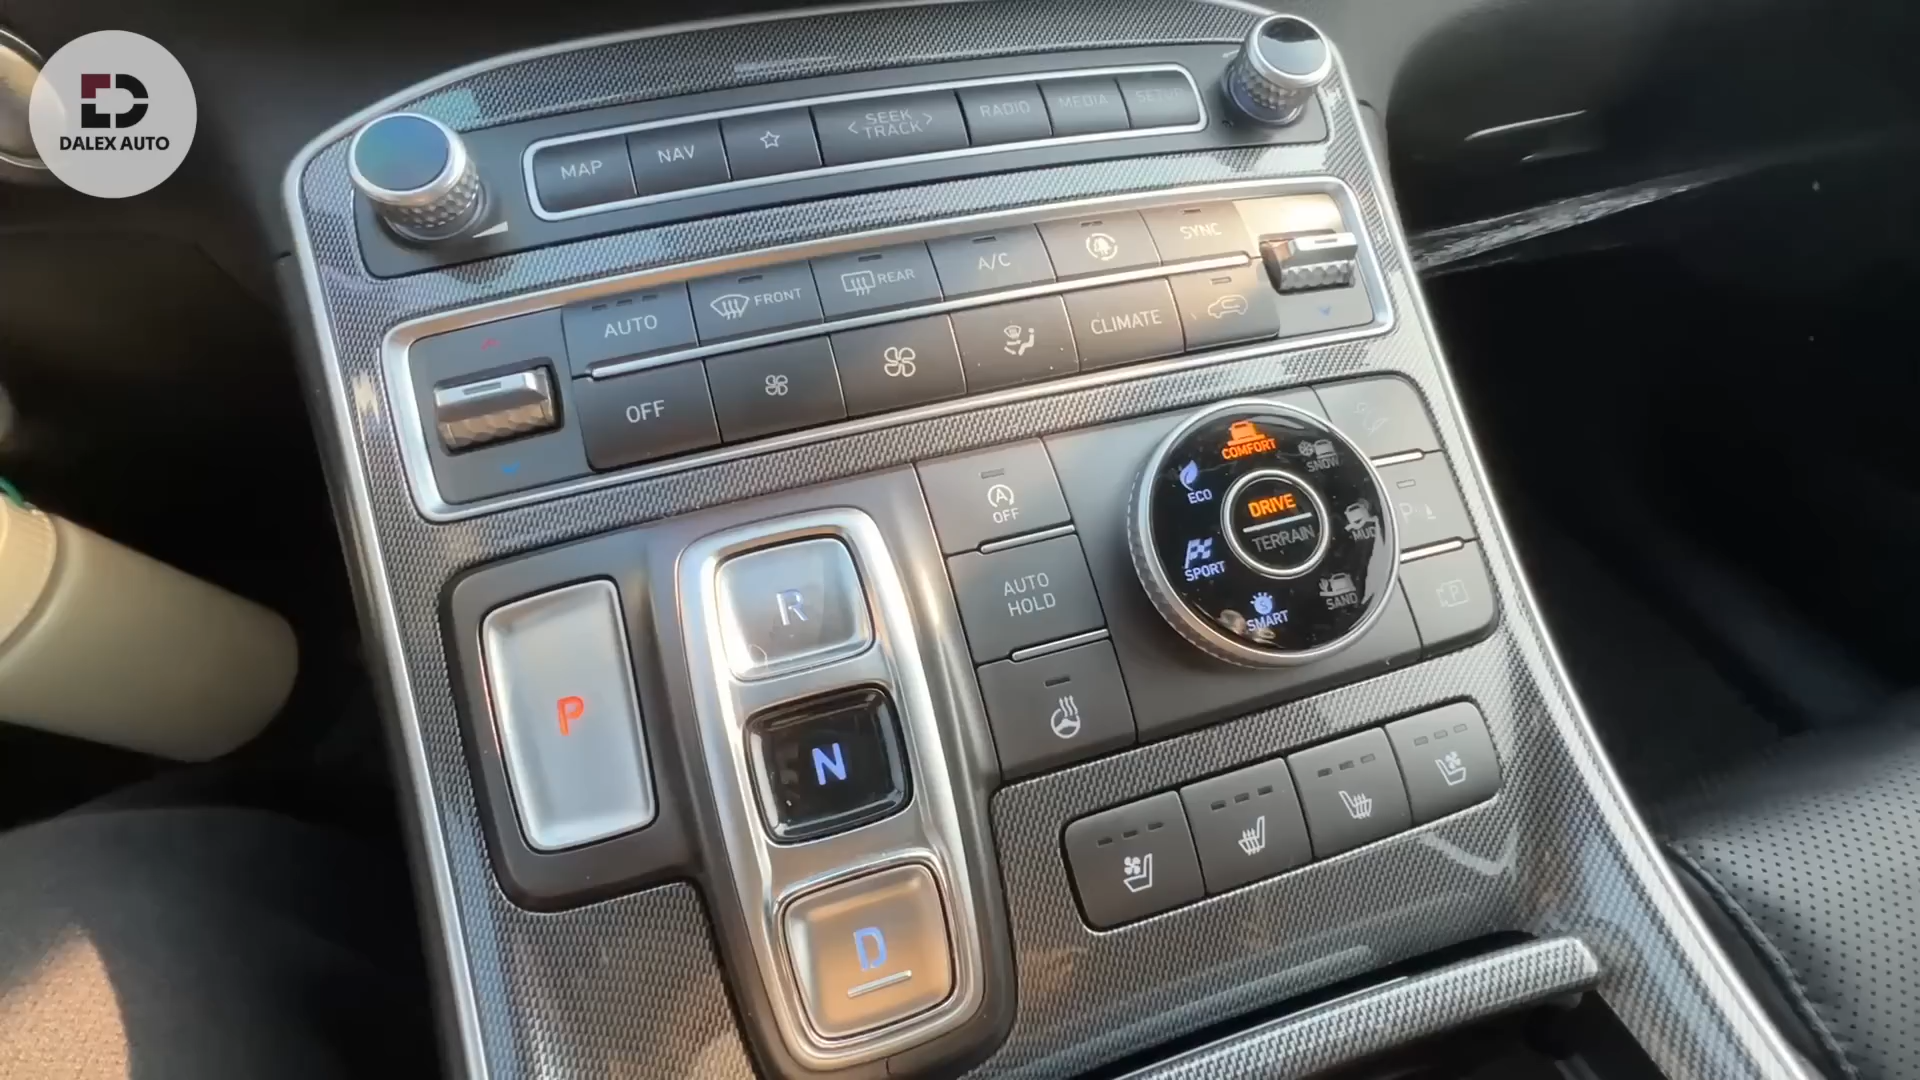 DALEX AUTO
MAP
NAV
< SEEK >
TRACK
RADIO
MEDIA
SETUP
AUTO
FRONT
REAR
A/C
SYNC
OFF
CLIMATE
A
OFF
AUTO
HOLD
COMFORT
SNOW
ECO
DRIVE
TERRAIN
MUD
SPORT
SAND
S
SMART
P
P
P
R
N
D